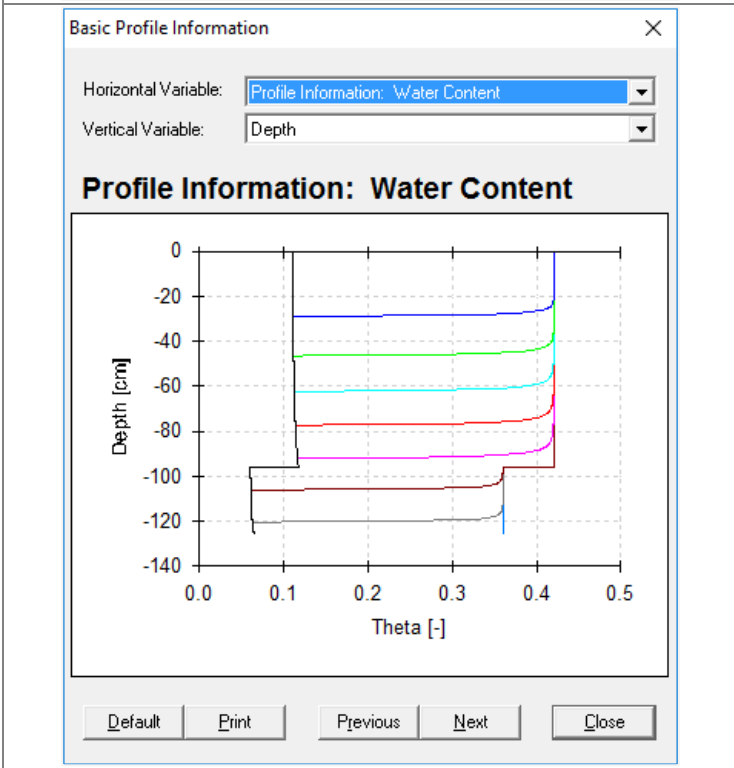 Basic Profile Information
Horizontal Variable: Profile Information: Water Content
Vertical Variable: Depth
Profile Information: Water Content
0
-20
-40
-60
-80
-100
-120
-140
Depth [cm]
0.0 0.1 0.2 0.3 0.4 0.5
Theta [-]
Default Print Previous Next Close